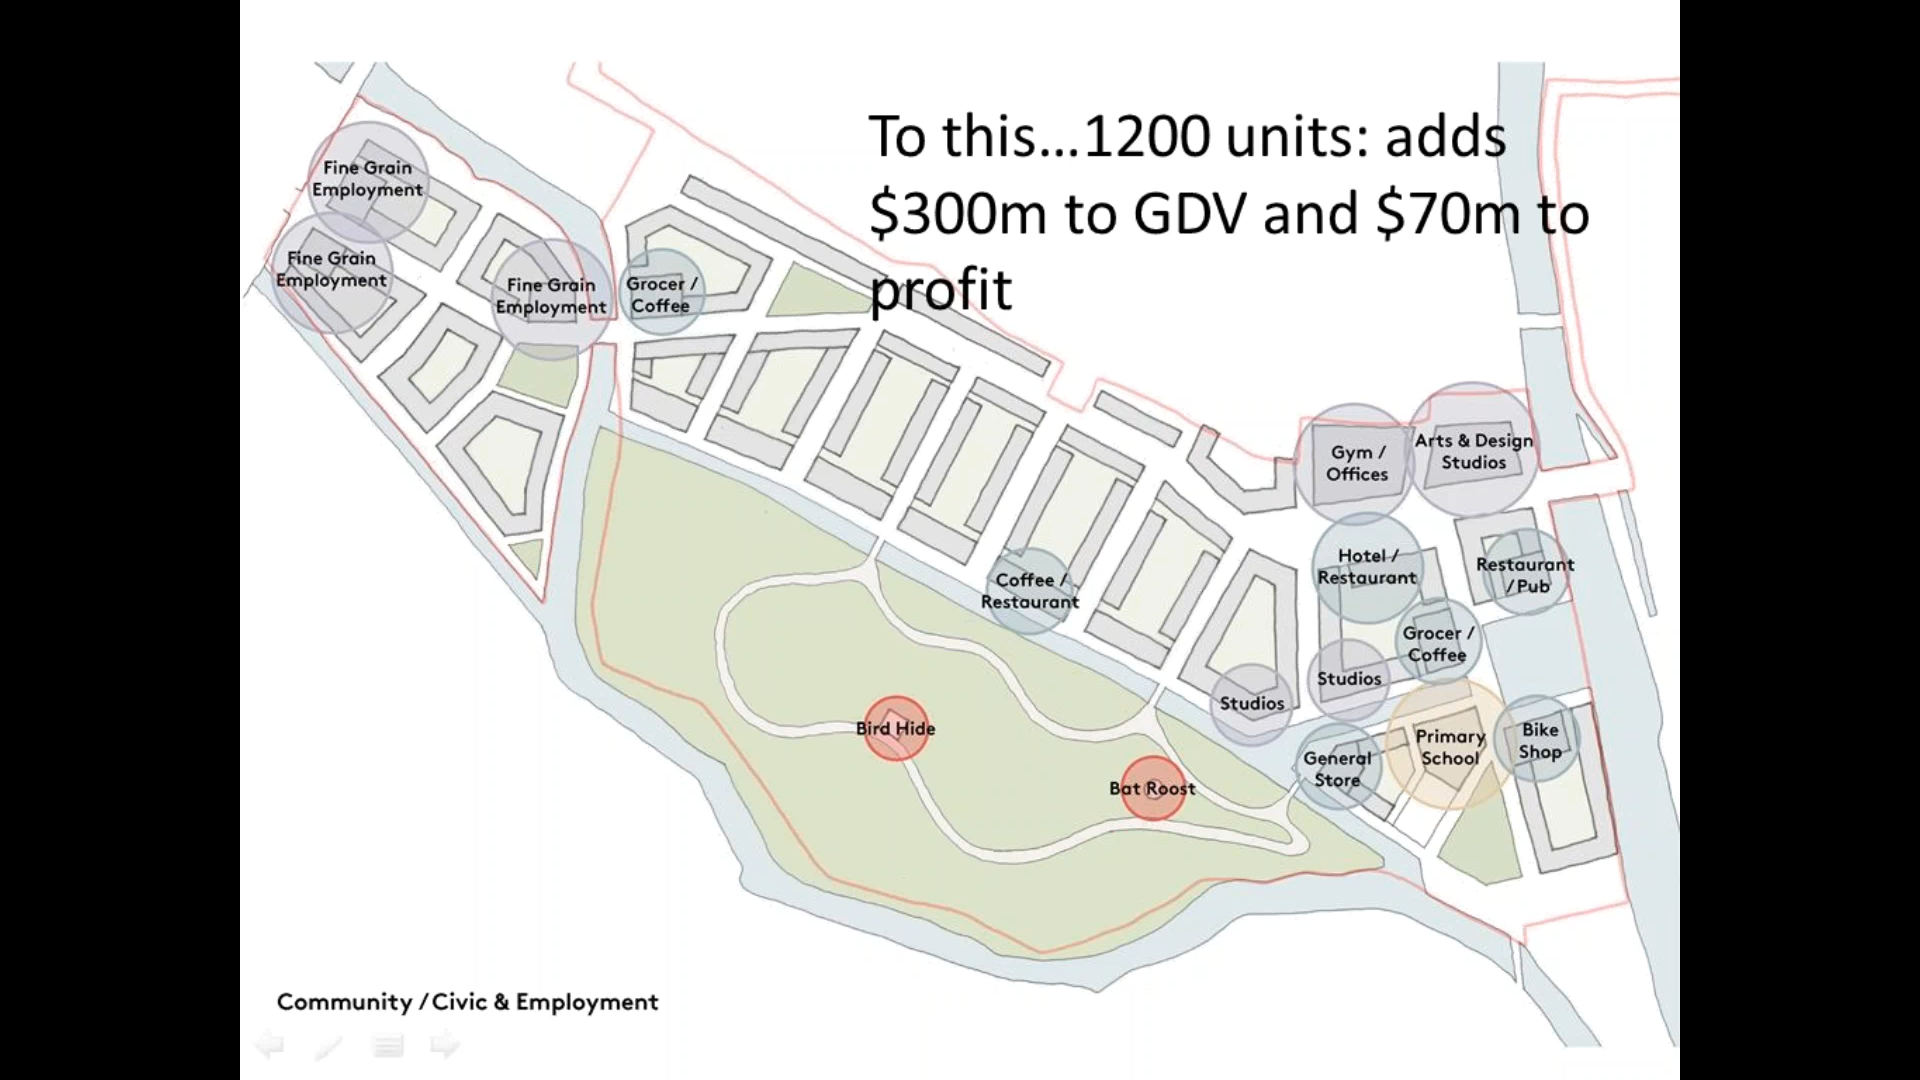 To this...1200 units: adds
$300m to GDV and $70m to
profit
Fine Grain
Employment
Fine Grain
Employment
Fine Grain
Employment
Grocer /
Coffee
Gym /
Offices
Arts & Design
Studios
Hotel /
Restaurant
Restaurant
/ Pub
Coffee /
Restaurant
Grocer /
Coffee
Studios
Studios
Bird Hide
Bat Roost
General
Store
Primary
School
Bike
Shop
Community / Civic & Employment